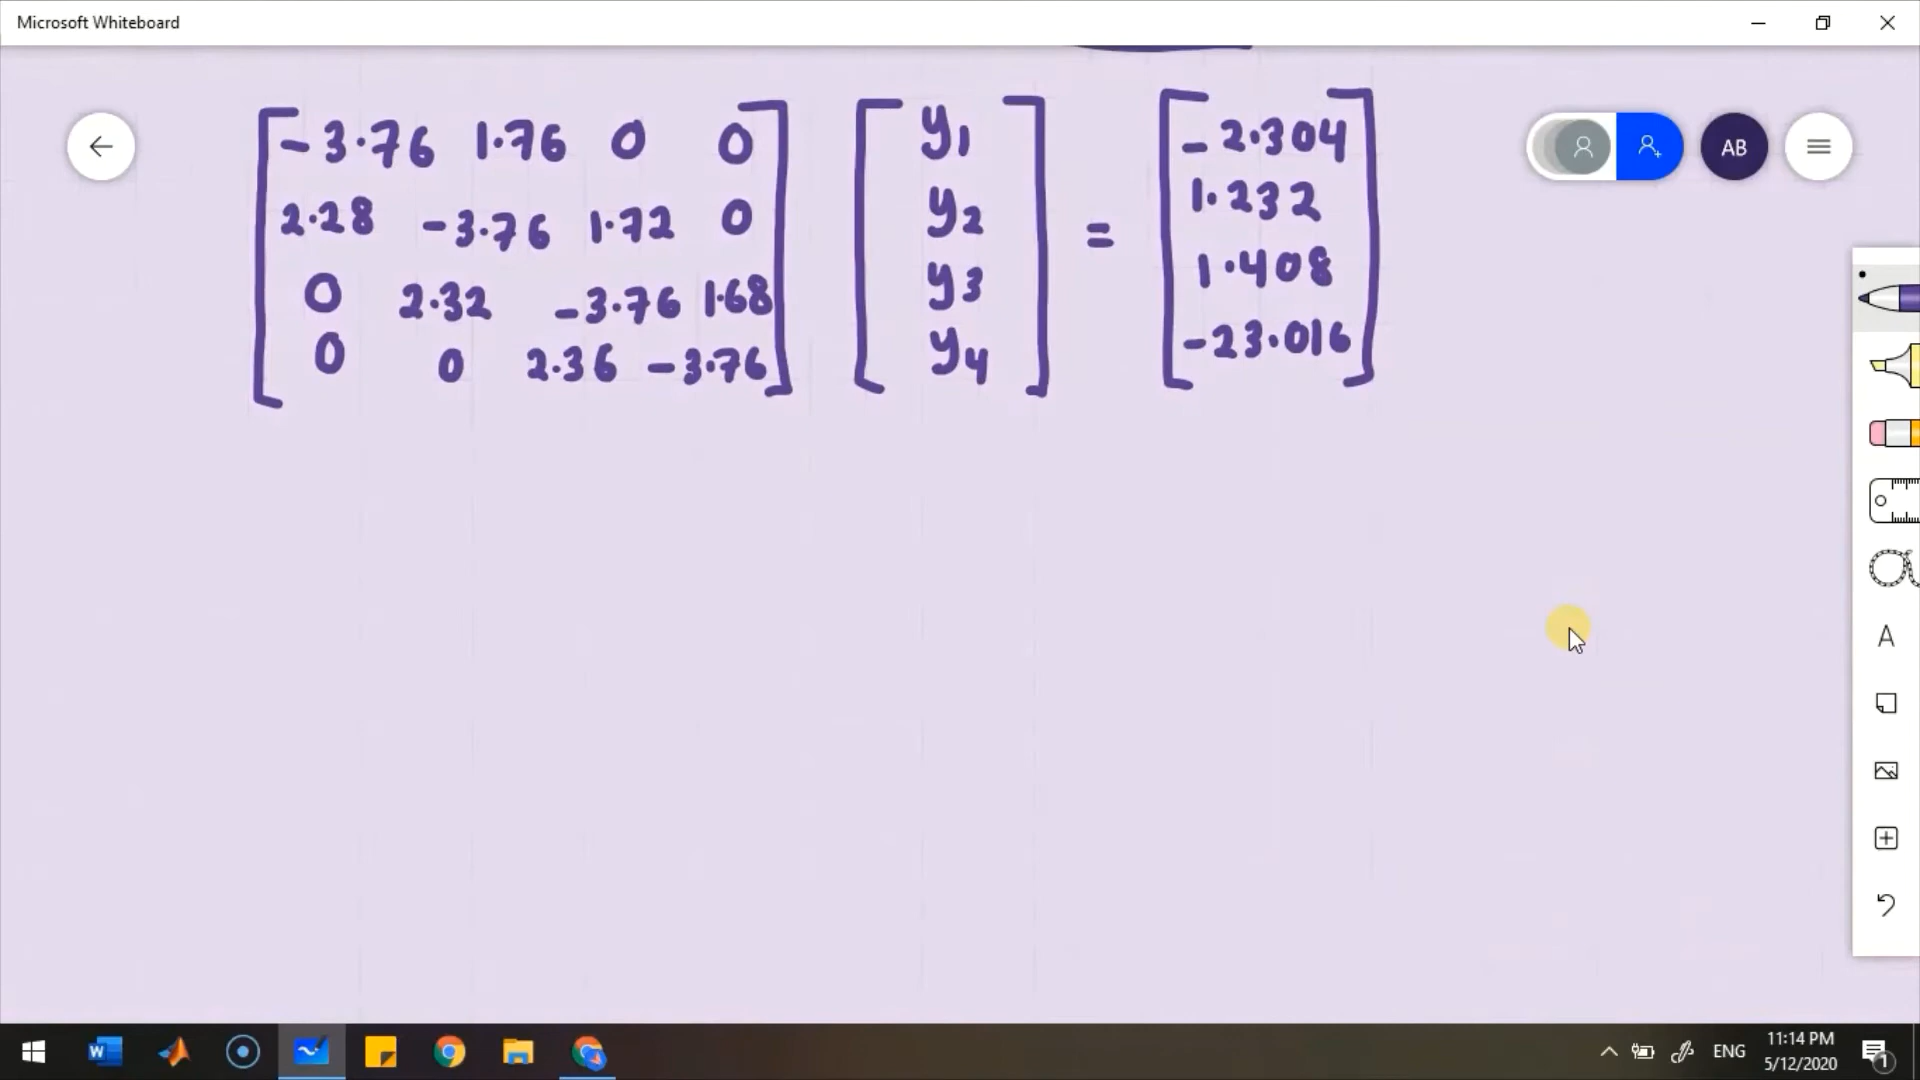 Microsoft Whiteboard
-3.76 1.76 0 0 y1 -2.304
2.28 -3.76 1.72 0 y2 = 1.232
0 2.32 -3.76 1.68 y3 1.408
0 0 2.36 -3.76 y4 -23.016
AB
A
ENG
11:14 PM
5/12/2020
1